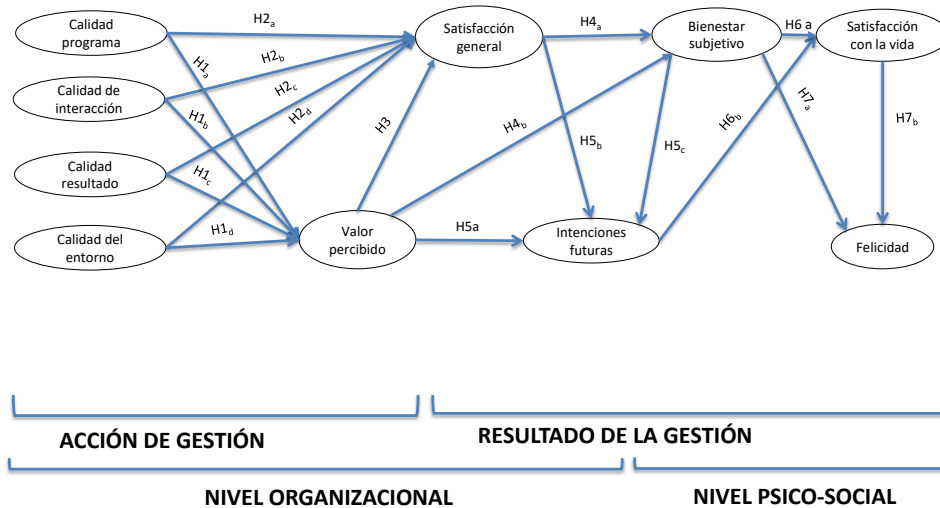 Calidad
programa
Calidad de
interacción
Calidad
resultado
Calidad del
entorno
H2a
H1a
H2b
H1b
H2c
H2d
H1c
H1d
Satisfacción
general
H3
Valor
percibido
H4a
H4b
H5a
H5b
H5c
Bienestar
subjetivo
Intenciones
futuras
H6 a
H6b
H7a
H7b
Satisfacción
con la vida
Felicidad
ACCIÓN DE GESTIÓN
RESULTADO DE LA GESTIÓN
NIVEL ORGANIZACIONAL
NIVEL PSICO-SOCIAL